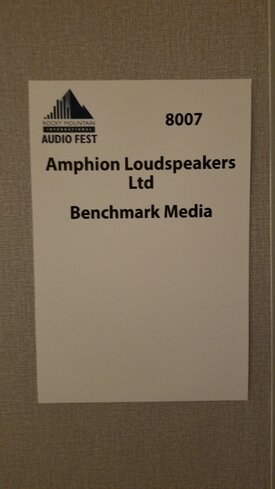 ROCKY MOUNTAIN
INTERNATIONAL
AUDIO FEST
8007
Amphion Loudspeakers
Ltd
Benchmark Media